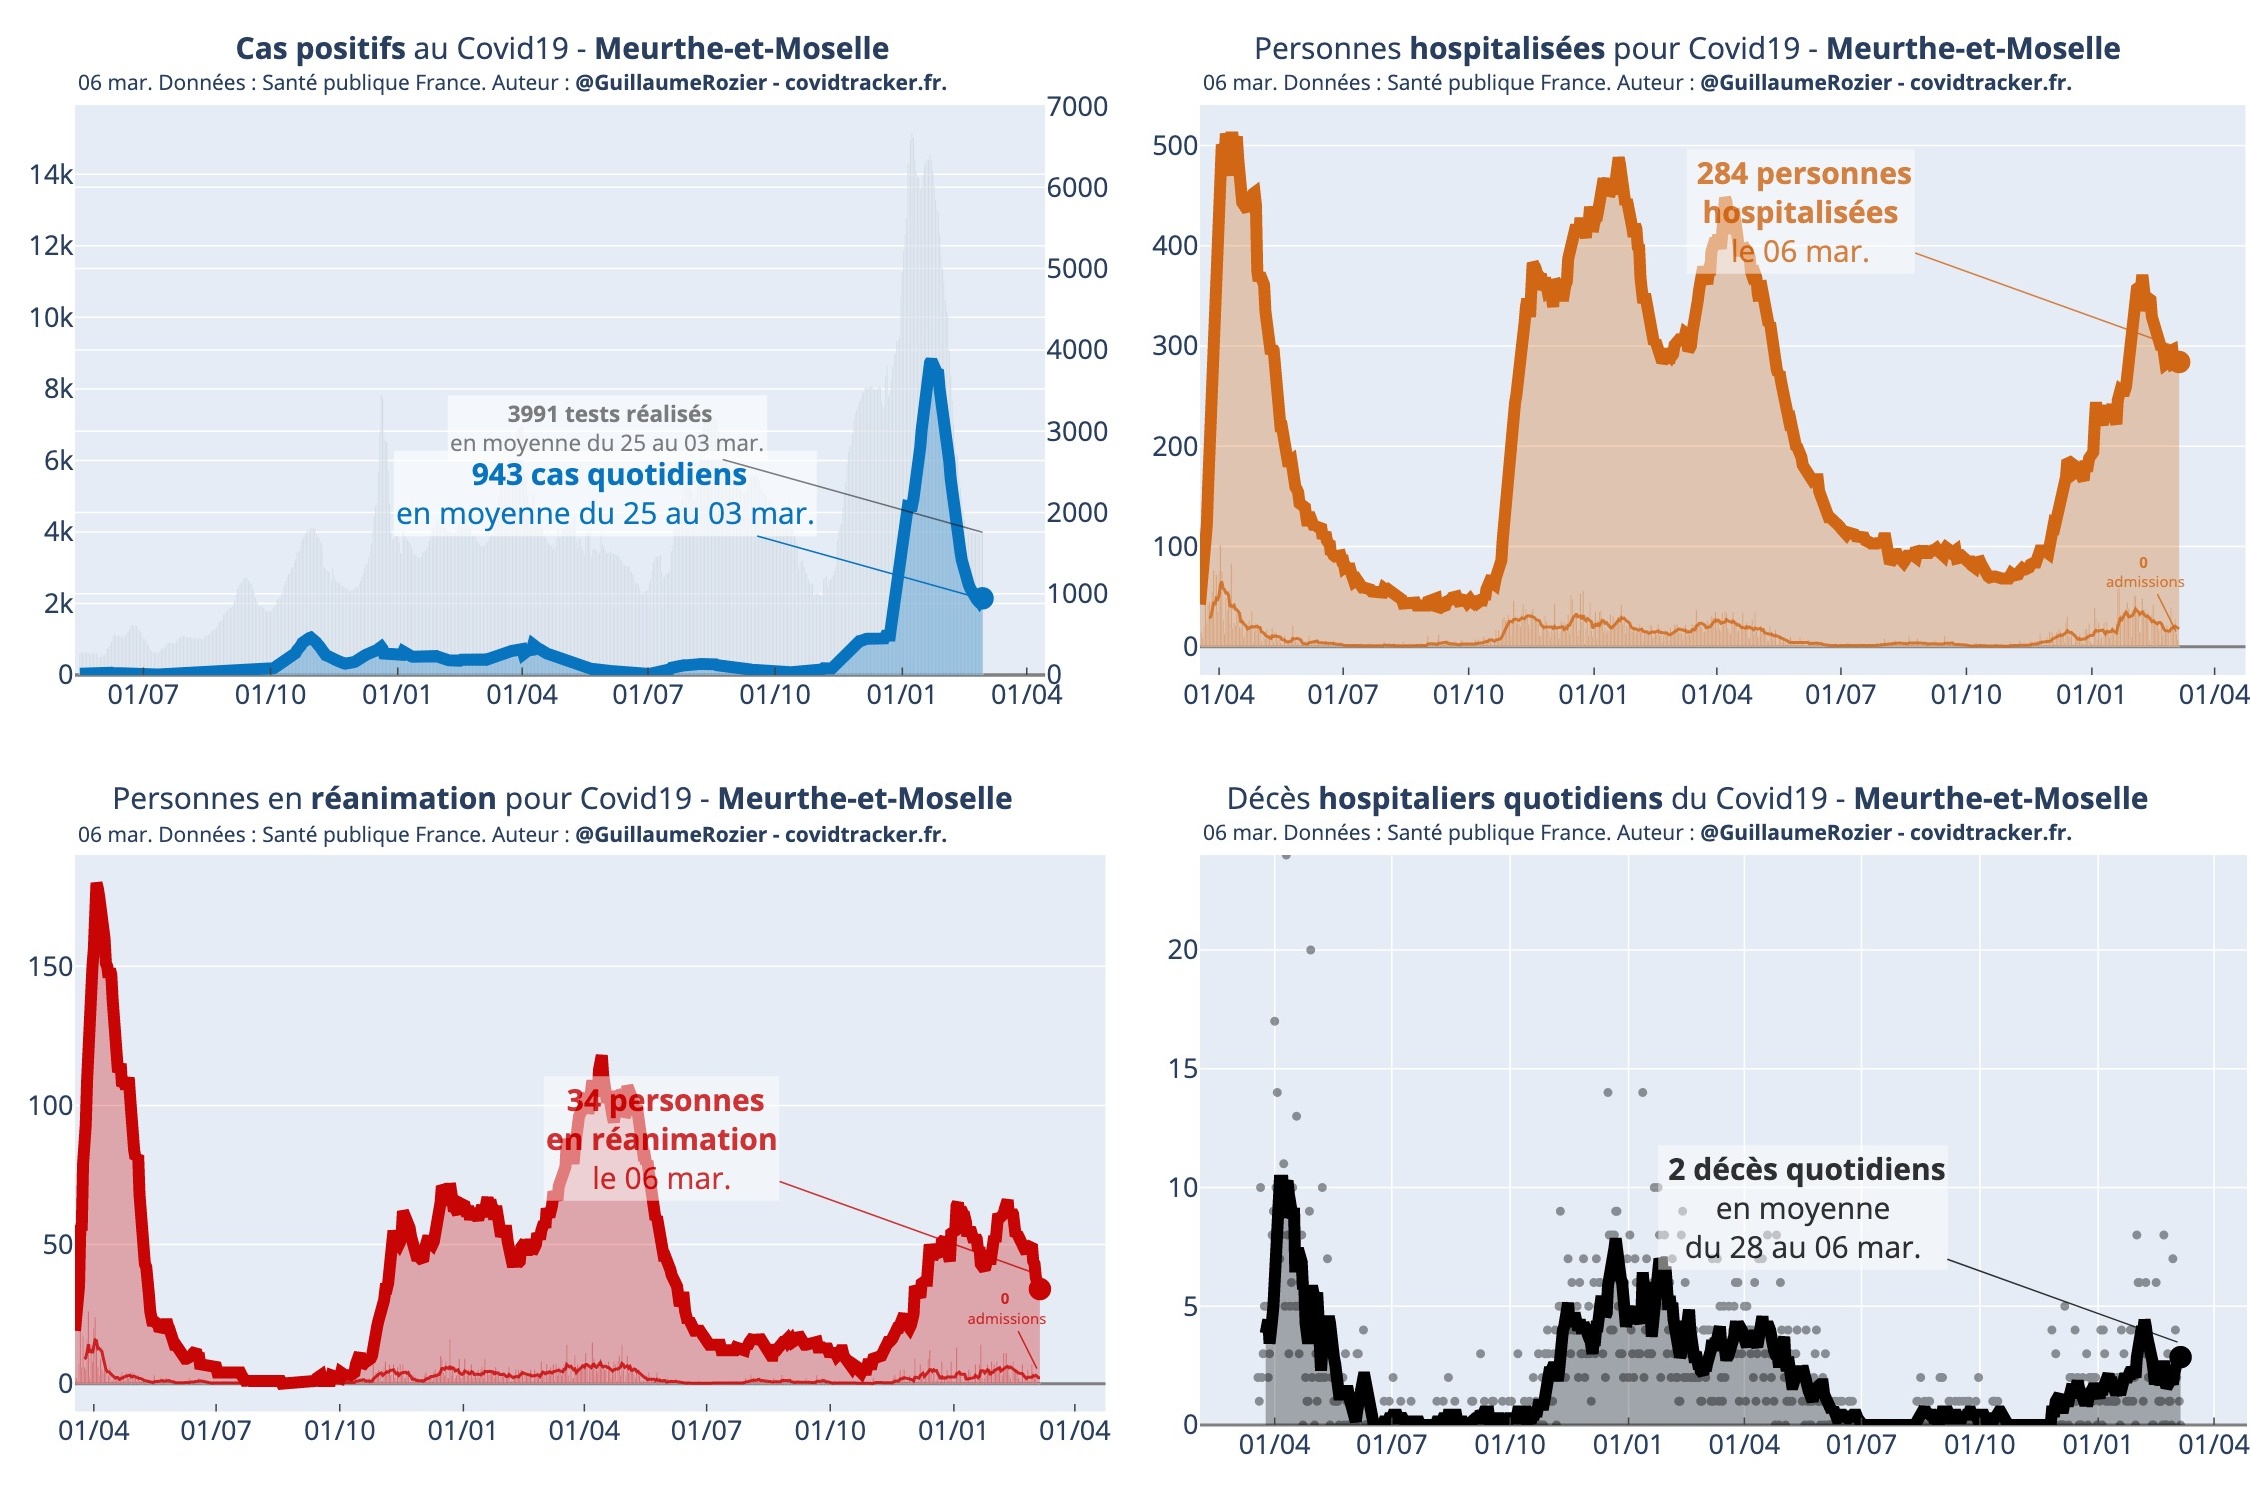 Cas positifs au Covid19 - Meurthe-et-Moselle
06 mar. Données : Santé publique France. Auteur : @GuillaumeRozier - covidtracker.fr.
14k
12k
10k
8k
6k
4k
2k
0
7000
6000
5000
4000
3000
2000
1000
0
3991 tests réalisés
en moyenne du 25 au 03 mar.
943 cas quotidiens
en moyenne du 25 au 03 mar.
01/07 01/10 01/01 01/04 01/07 01/10 01/01 01/04
Personnes hospitalisées pour Covid19 - Meurthe-et-Moselle
06 mar. Données : Santé publique France. Auteur : @GuillaumeRozier - covidtracker.fr.
500
400
300
200
100
0
284 personnes
hospitalisées
le 06 mar.
0
admissions
01/04 01/07 01/10 01/01 01/04 01/07 01/10 01/01 01/04
Personnes en réanimation pour Covid19 - Meurthe-et-Moselle
06 mar. Données : Santé publique France. Auteur : @GuillaumeRozier - covidtracker.fr.
150
100
50
0
34 personnes
en réanimation
le 06 mar.
0
admissions
01/04 01/07 01/10 01/01 01/04 01/07 01/10 01/01 01/04
Décès hospitaliers quotidiens du Covid19 - Meurthe-et-Moselle
06 mar. Données : Santé publique France. Auteur : @GuillaumeRozier - covidtracker.fr.
20
15
10
5
0
2 décès quotidiens
en moyenne
du 28 au 06 mar.
01/04 01/07 01/10 01/01 01/04 01/07 01/10 01/01 01/04